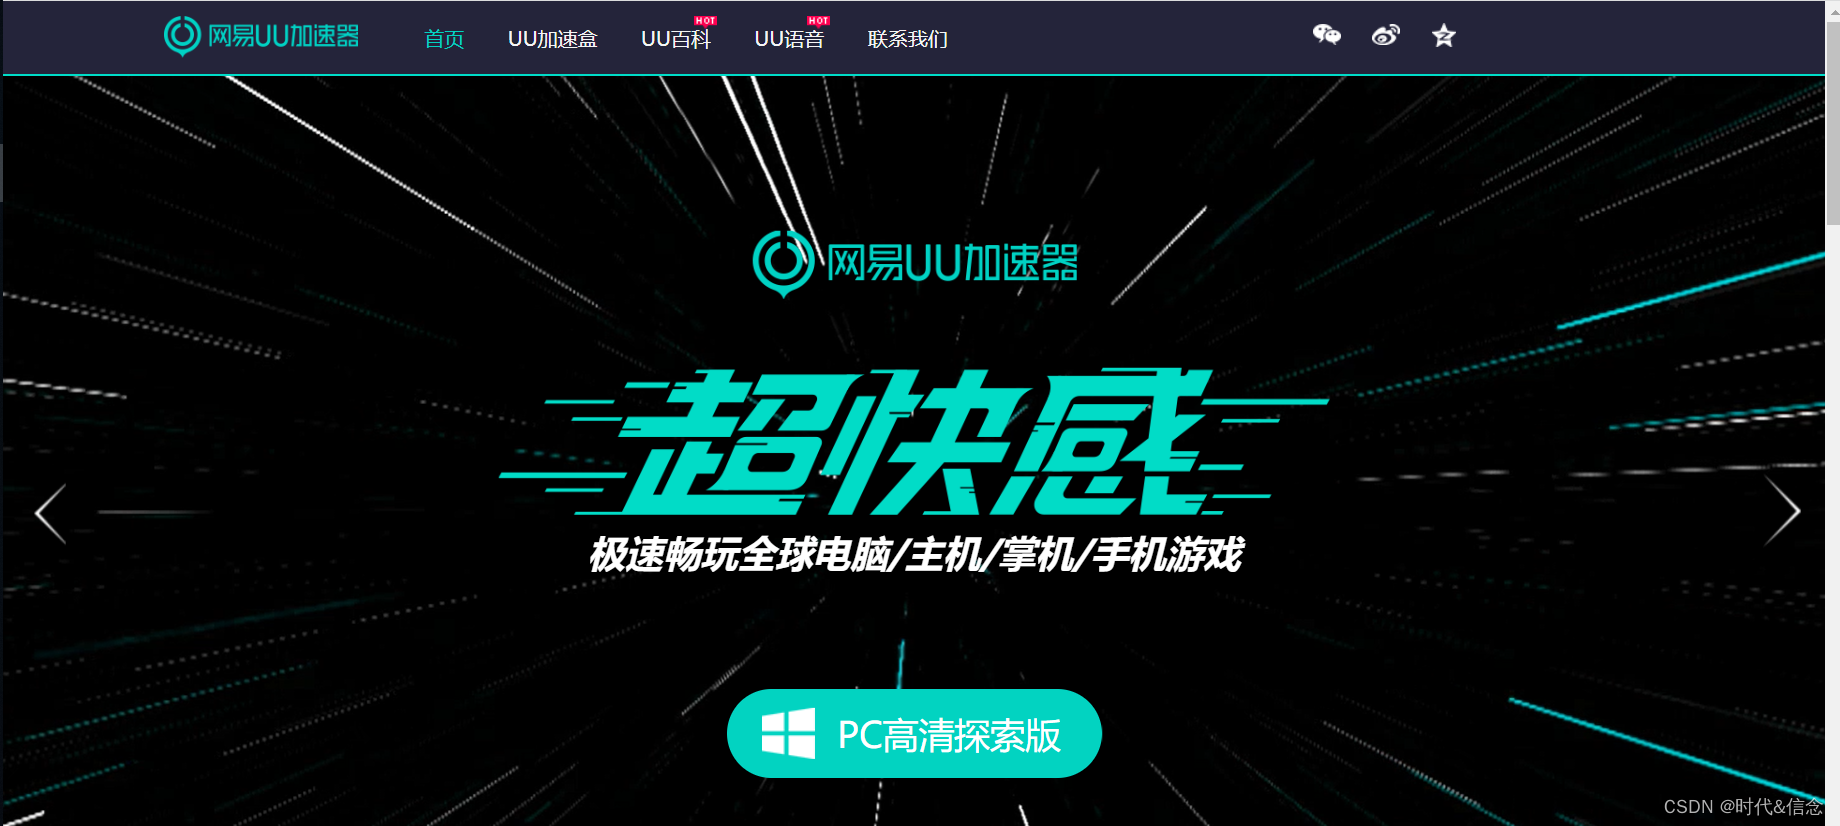 HOT HOT
网易UU加速器 首页 UU加速盒 UU百科 UU语音 联系我们
网易UU加速器
超快感
极速畅玩全球电脑/主机/掌机/手机游戏
PC高清探索版
CSDN @时代&信念